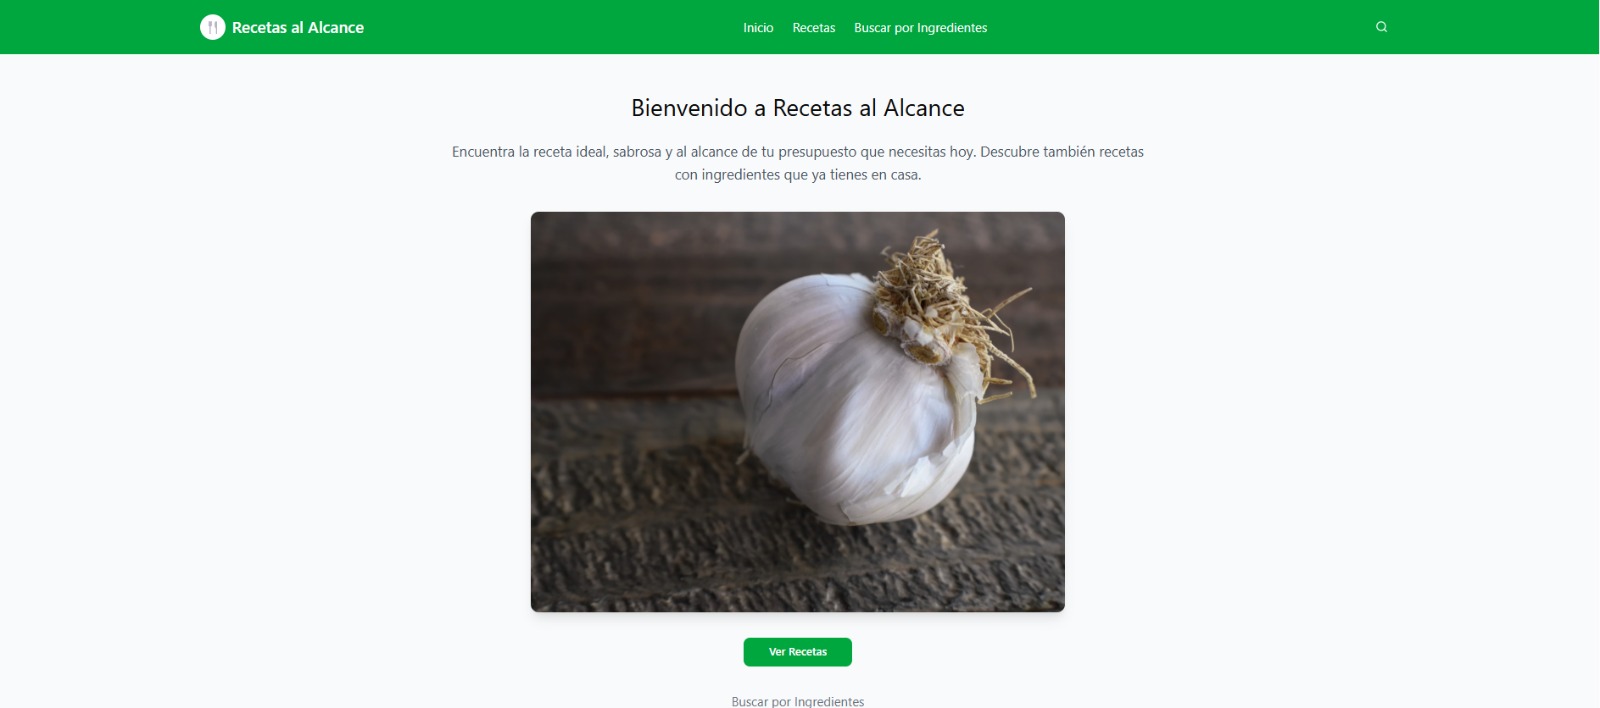 Recetas al Alcance
Inicio
Recetas
Buscar por Ingredientes
Bienvenido a Recetas al Alcance
Encuentra la receta ideal, sabrosa y al alcance de tu presupuesto que necesitas hoy. Descubre también recetas
con ingredientes que ya tienes en casa.
Ver Recetas
Buscar por Ingredientes